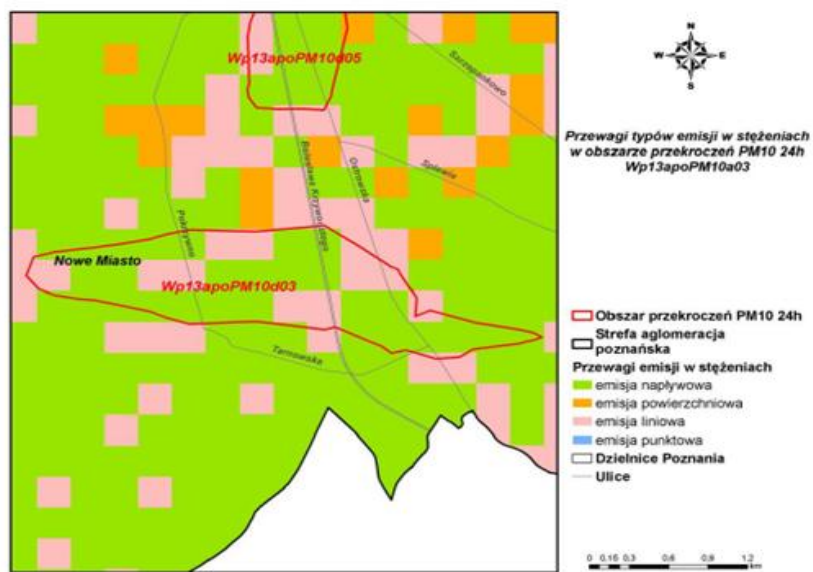 Wp13apoPM10d05
Szczepankowo
Bolesława Krzywoustego
Ostrowska
Spławie
Pokrzywno
Nowe Miasto
Wp13apoPM10d03
Tarnowska
N
W E
S
Przewagi typów emisji w stężeniach
w obszarze przekroczeń PM10 24h
Wp13apoPM10a03
Obszar przekroczeń PM10 24h
Strefa aglomeracja
poznańska
Przewagi emisji w stężeniach
emisja napływowa
emisja powierzchniowa
emisja liniowa
emisja punktowa
Dzielnice Poznania
Ulice
0 0,15 0,3 0,6 0,9 1,2
km